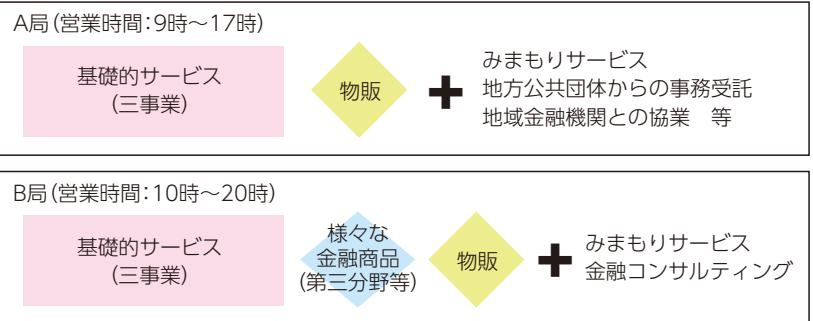 A局(営業時間:9時～17時)
基礎的サービス
(三事業)
物販
+
みまもりサービス
地方公共団体からの事務受託
地域金融機関との協業　等
B局(営業時間:10時～20時)
基礎的サービス
(三事業)
様々な
金融商品
(第三分野等)
物販
+
みまもりサービス
金融コンサルティング